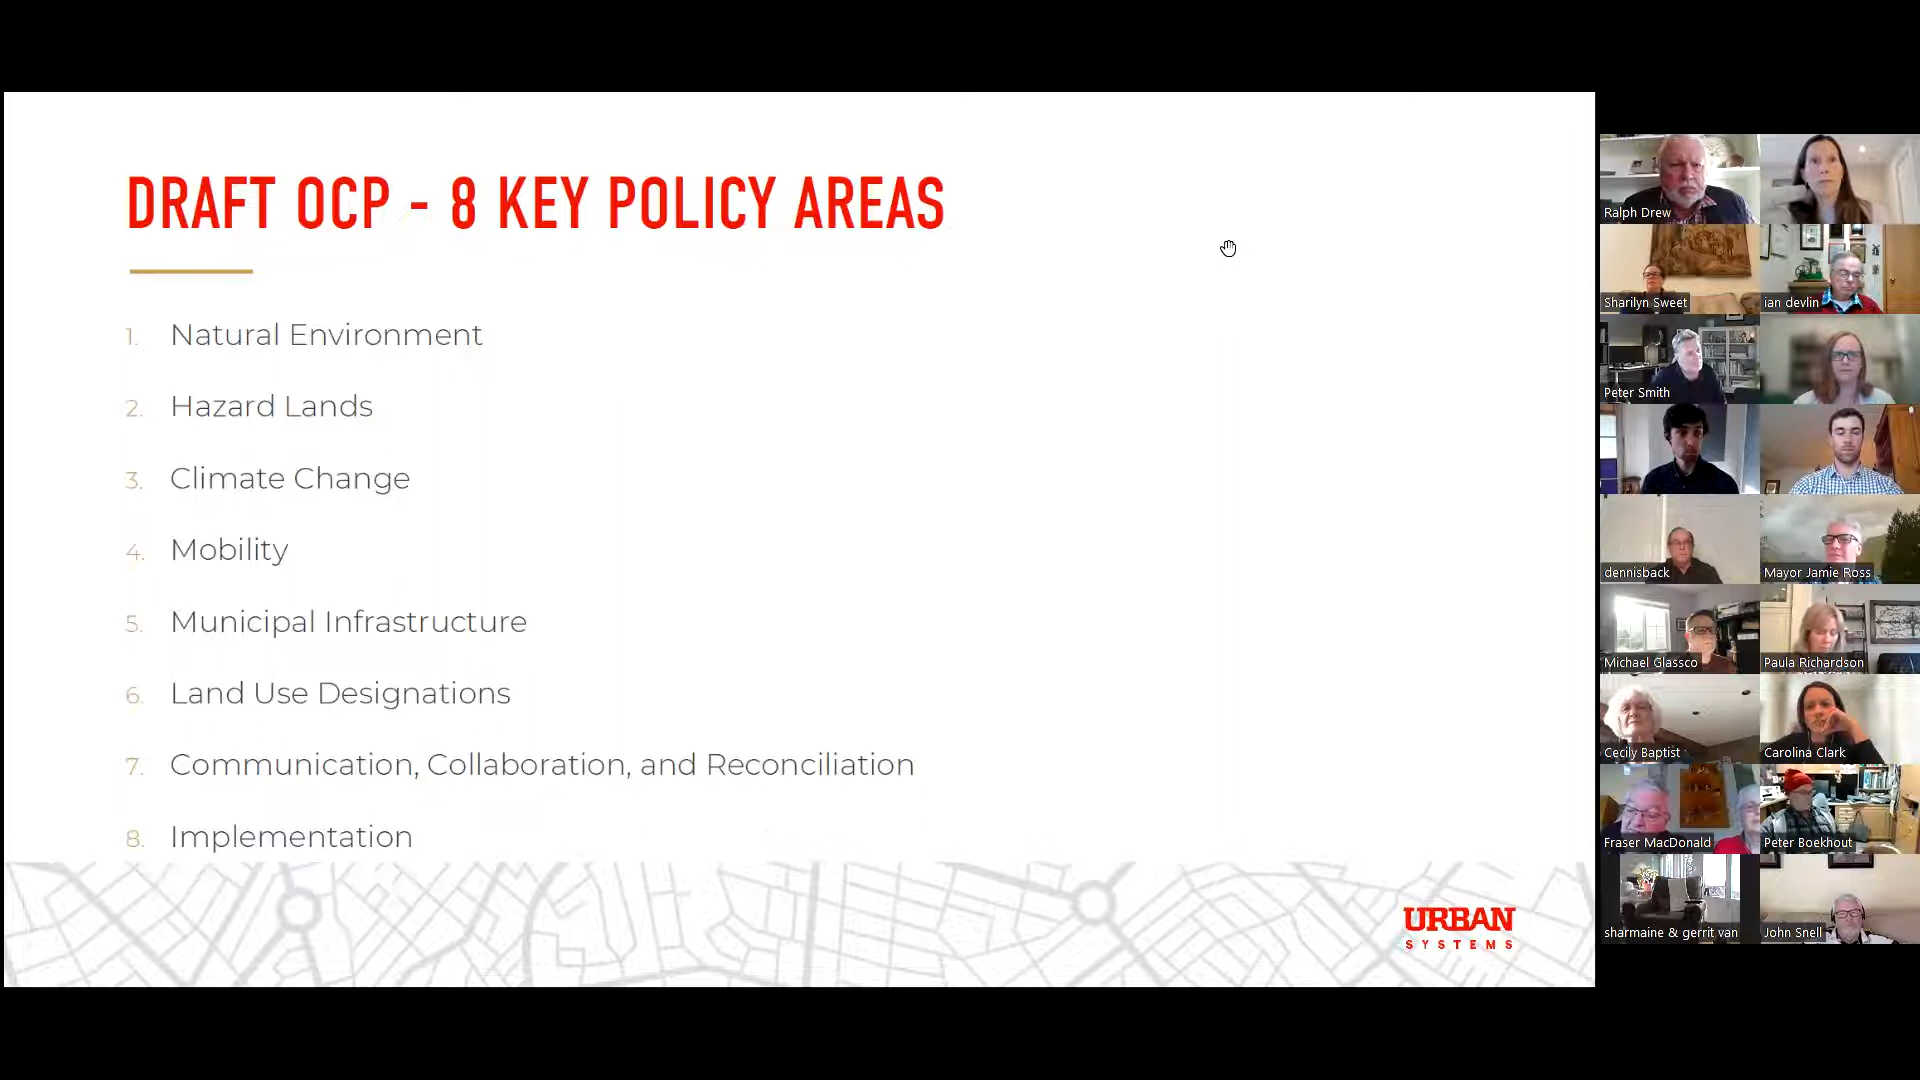 DRAFT OCP - 8 KEY POLICY AREAS
1. Natural Environment
2. Hazard Lands
3. Climate Change
4. Mobility
5. Municipal Infrastructure
6. Land Use Designations
7. Communication, Collaboration, and Reconciliation
8. Implementation
URBAN
SYSTEMS
Ralph Drew
Sharilyn Sweet
ian devlin
Peter Smith
dennisback
Mayor Jamie Ross
Michael Glassco
Paula Richardson
Cecily Baptist
Carolina Clark
Fraser MacDonald
Peter Boekhout
sharmaine & gerrit van
John Snell